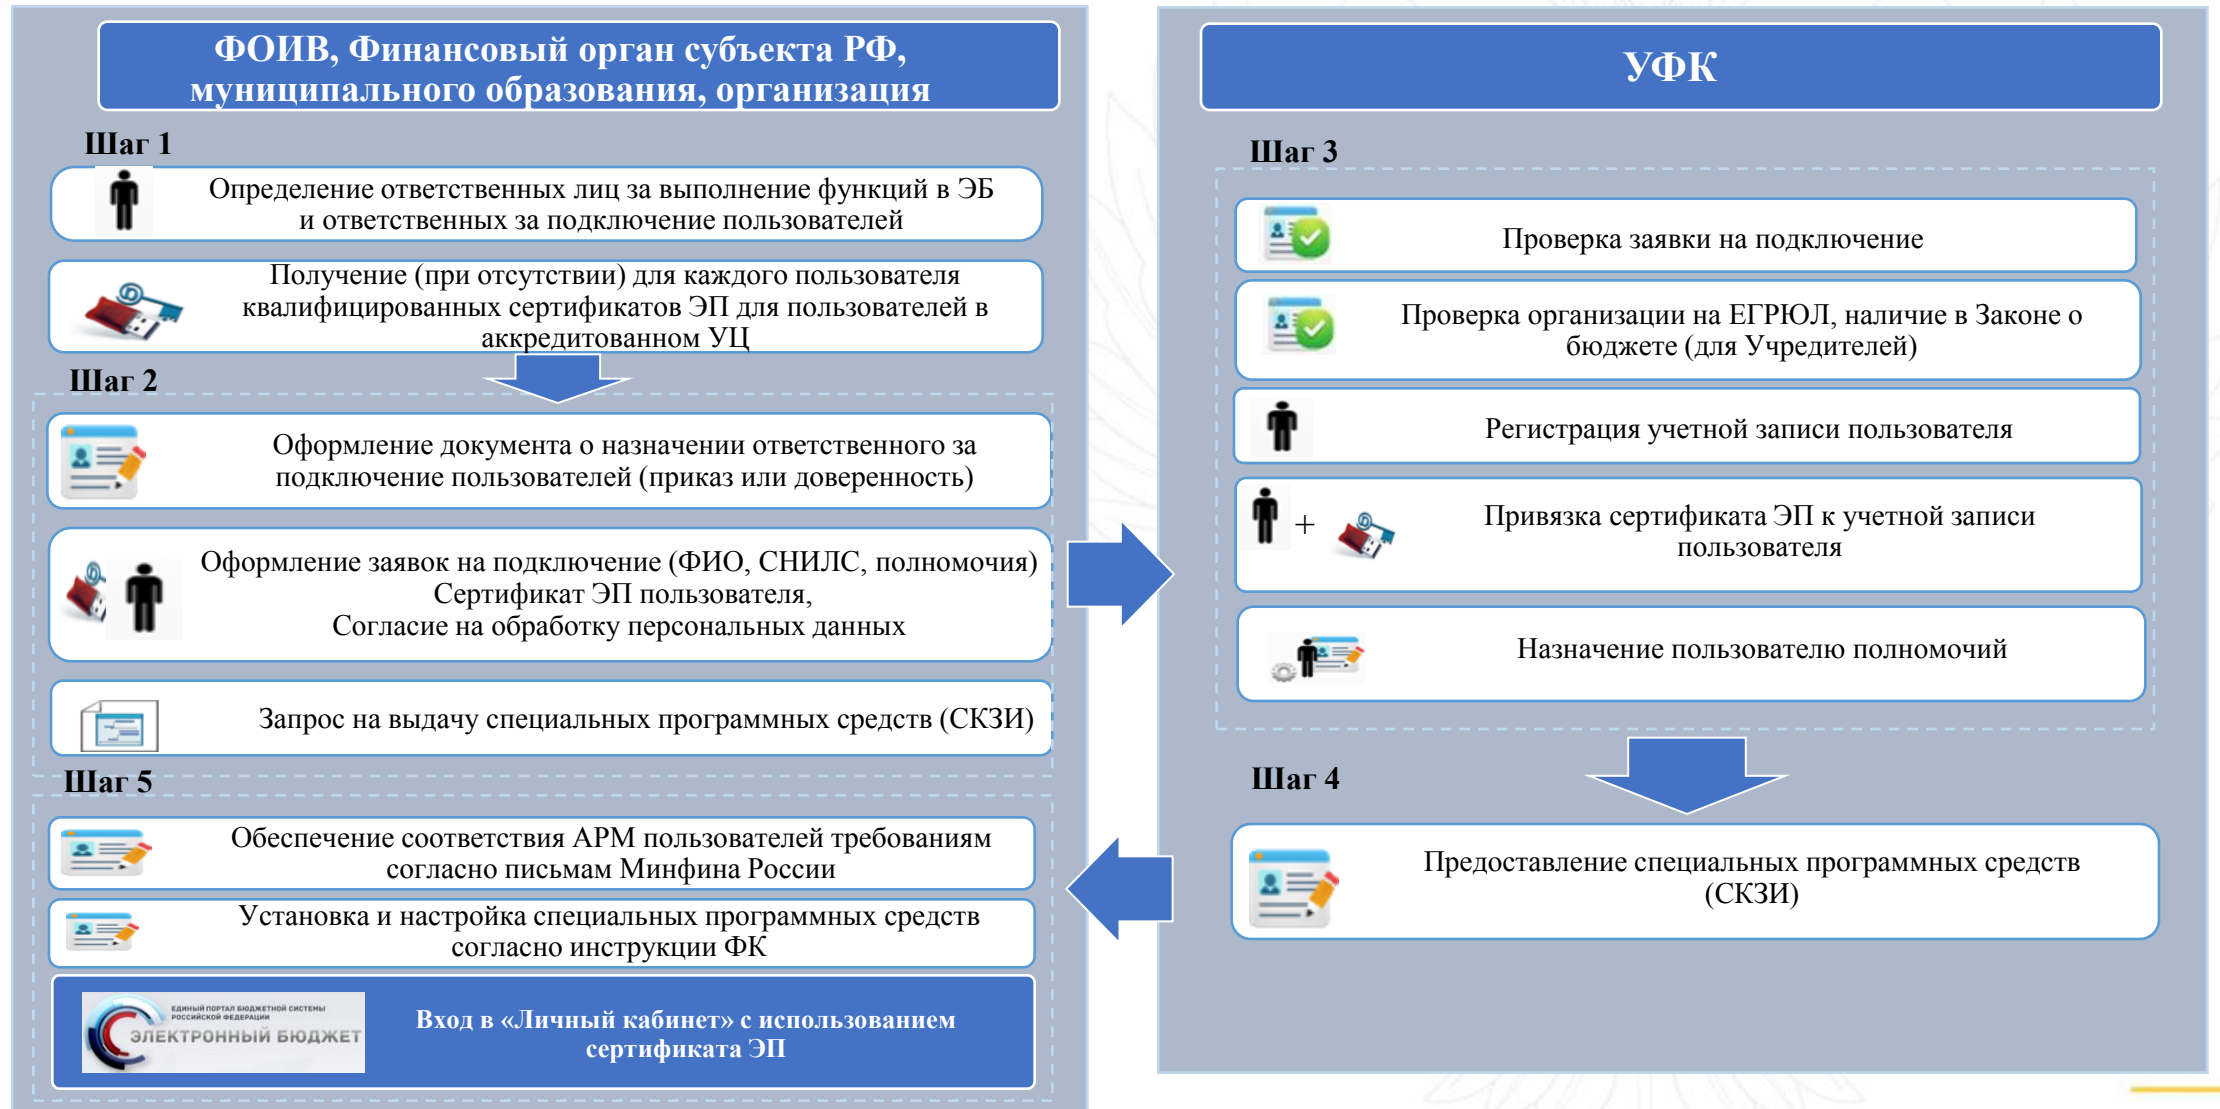 ФОИВ, Финансовый орган субъекта РФ,
муниципального образования, организация
Шаг 1
Определение ответственных лиц за выполнение функций в ЭБ
и ответственных за подключение пользователей
Получение (при отсутствии) для каждого пользователя
квалифицированных сертификатов ЭП для пользователей в
аккредитованном УЦ
Шаг 2
Оформление документа о назначении ответственного за
подключение пользователей (приказ или доверенность)
Оформление заявок на подключение (ФИО, СНИЛС, полномочия)
Сертификат ЭП пользователя,
Согласие на обработку персональных данных
Запрос на выдачу специальных программных средств (СКЗИ)
УФК
Шаг 3
Проверка заявки на подключение
Проверка организации на ЕГРЮЛ, наличие в Законе о
бюджете (для Учредителей)
Регистрация учетной записи пользователя
+
Привязка сертификата ЭП к учетной записи
пользователя
Назначение пользователю полномочий
Шаг 4
Предоставление специальных программных средств
(СКЗИ)
Шаг 5
Обеспечение соответствия АРМ пользователей требованиям
согласно письмам Минфина России
Установка и настройка специальных программных средств
согласно инструкции ФК
ЕДИНЫЙ ПОРТАЛ БЮДЖЕТНОЙ СИСТЕМЫ
РОССИЙСКОЙ ФЕДЕРАЦИИ
ЭЛЕКТРОННЫЙ БЮДЖЕТ
Вход в «Личный кабинет» с использованием
сертификата ЭП